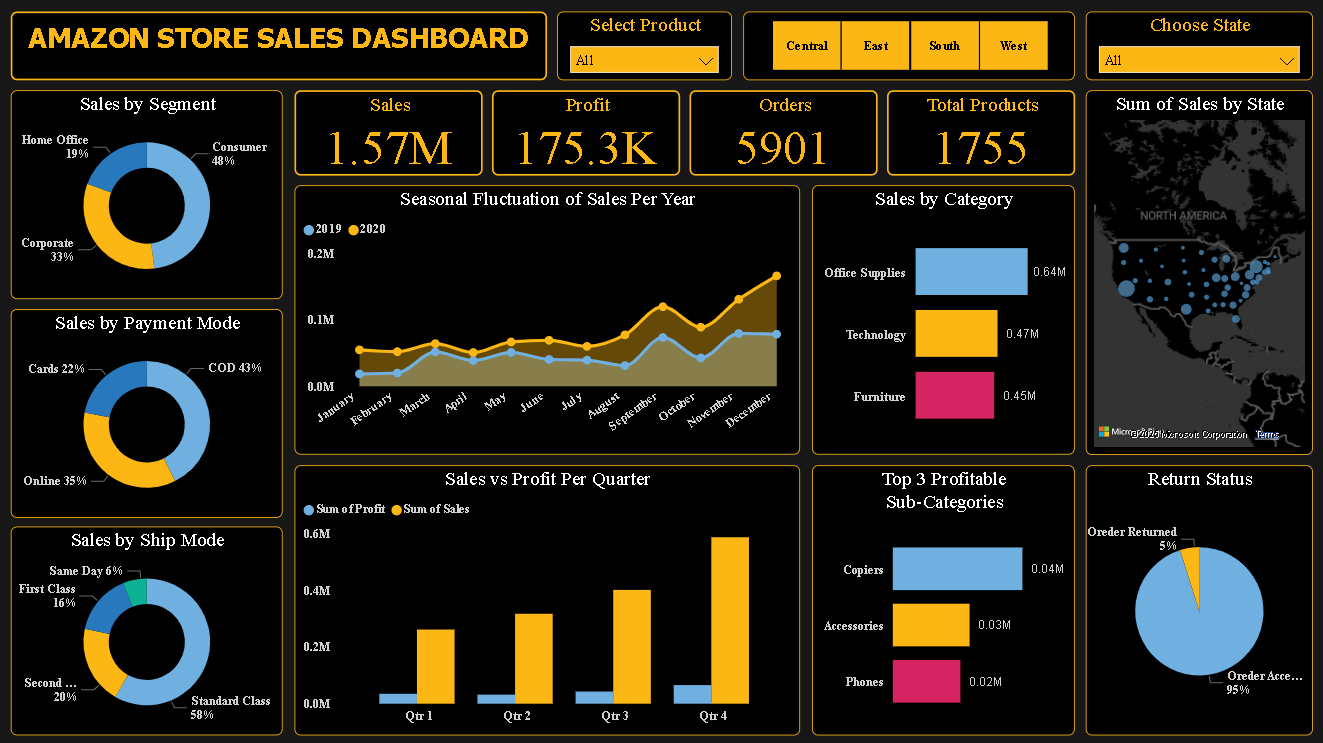 AMAZON STORE SALES DASHBOARD
Select Product
All
Central
East
South
West
Choose State
All
Sales by Segment
Home Office
19%
Consumer
48%
Corporate
33%
Sales
1.57M
Profit
175.3K
Orders
5901
Total Products
1755
Sum of Sales by State
NORTH AMERICA
©2025 Microsoft Corporation Terms
Seasonal Fluctuation of Sales Per Year
2019 2020
0.2M
0.1M
0.0M
January
February
March
April
May
June
July
August
September
October
November
December
Sales by Category
Office Supplies 0.64M
Technology 0.47M
Furniture 0.45M
Sales by Payment Mode
Cards 22%
COD 43%
Online 35%
Sales by Ship Mode
Same Day 6%
First Class
16%
Second ...
20%
Standard Class
58%
Sales vs Profit Per Quarter
Sum of Profit Sum of Sales
0.6M
0.4M
0.2M
0.0M
Qtr 1
Qtr 2
Qtr 3
Qtr 4
Top 3 Profitable
Sub-Categories
Copiers 0.04M
Accessories 0.03M
Phones 0.02M
Return Status
Oreder Returned
5%
Oreder Acce...
95%